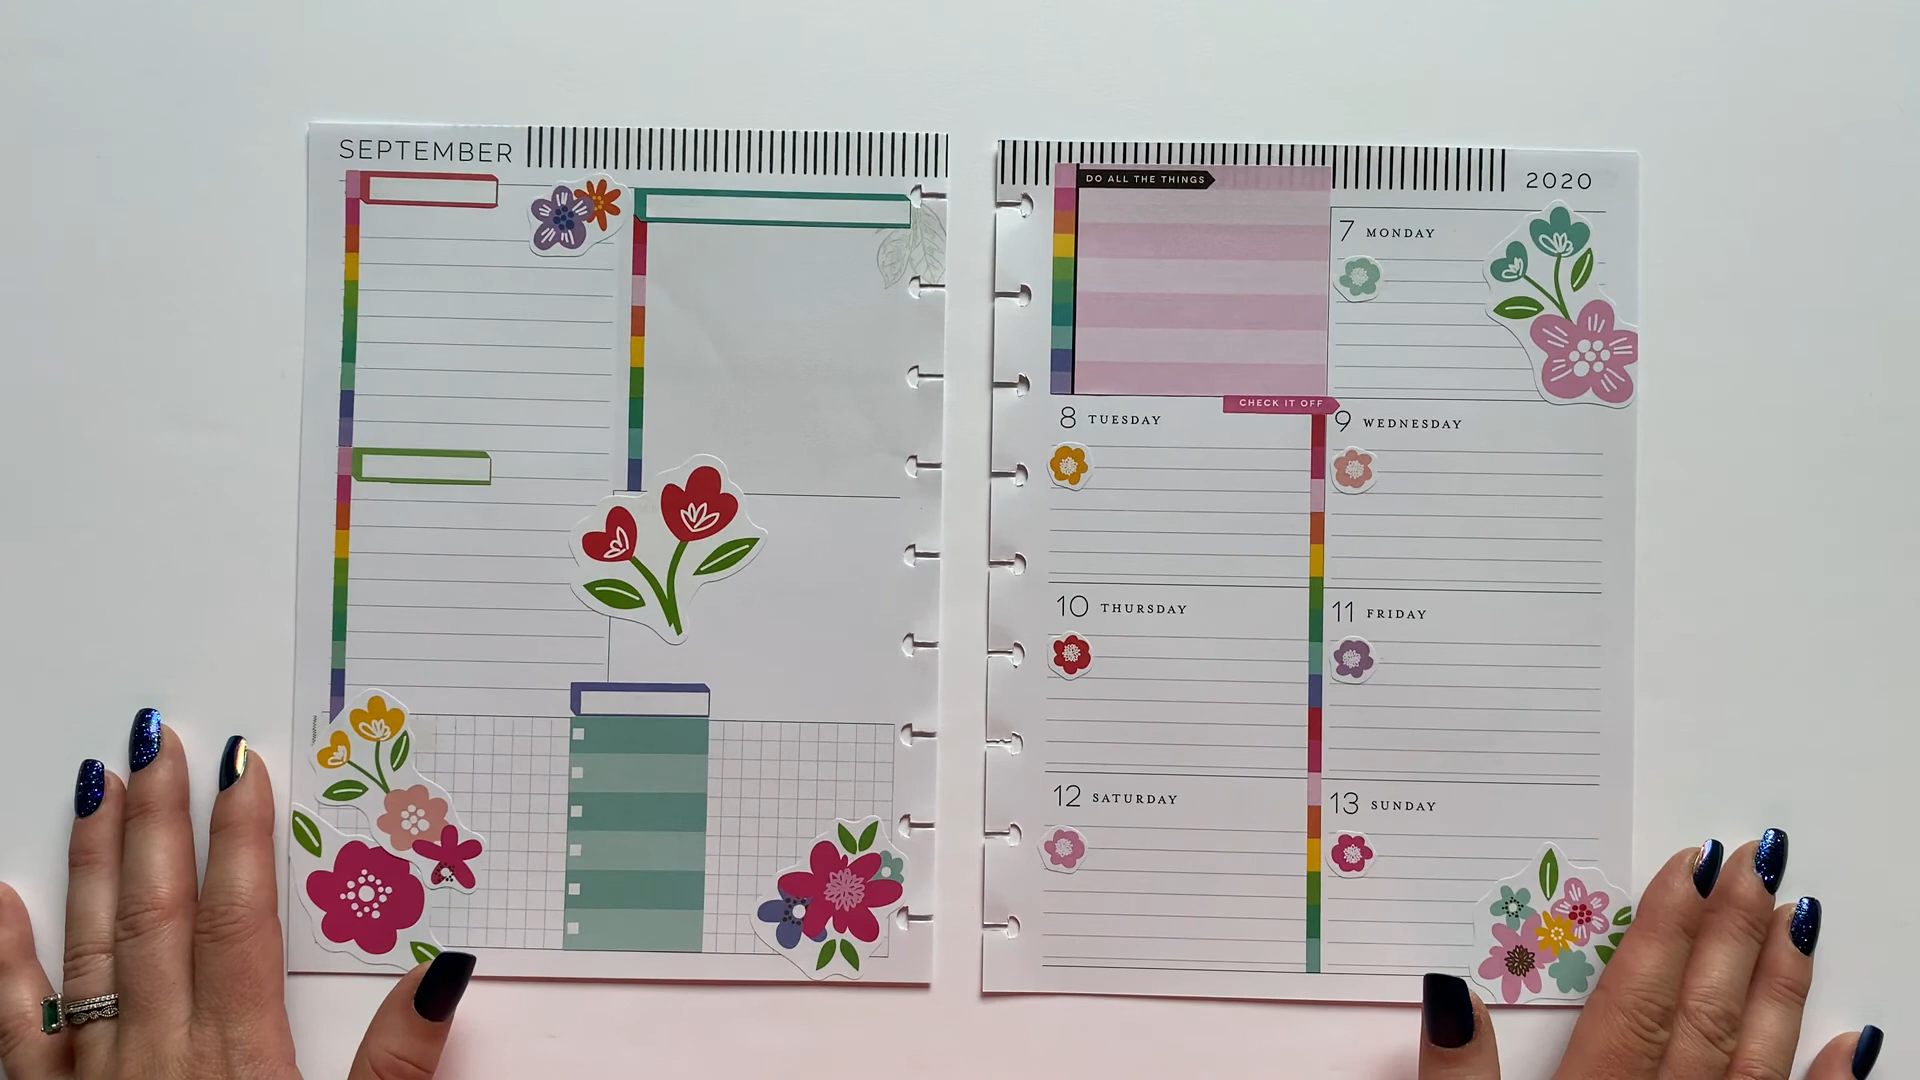 SEPTEMBER
DO ALL THE THINGS
2020
7 MONDAY
CHECK IT OFF
8 TUESDAY
9 WEDNESDAY
10 THURSDAY
11 FRIDAY
12 SATURDAY
13 SUNDAY